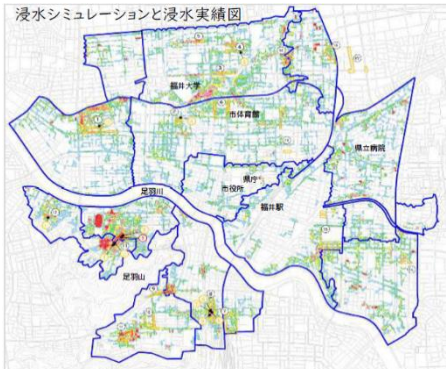 浸水シミュレーションと浸水実績図
福井大学
市体育館
県立病院
県庁
市役所
足羽川
福井駅
足羽山